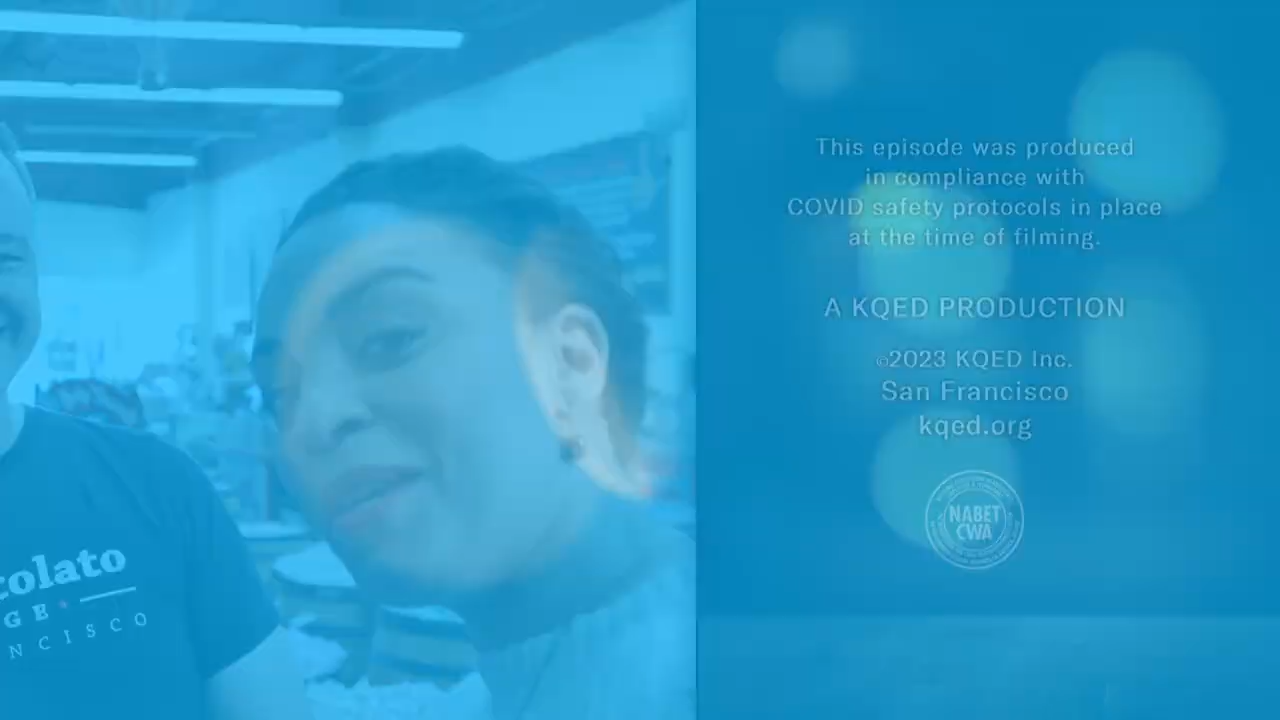 tolato
GE
NCISCO
This episode was produced
in compliance with
COVID safety protocols in place
at the time of filming.
A KQED PRODUCTION
©2023 KQED Inc.
San Francisco
kqed.org
NABET
CWA